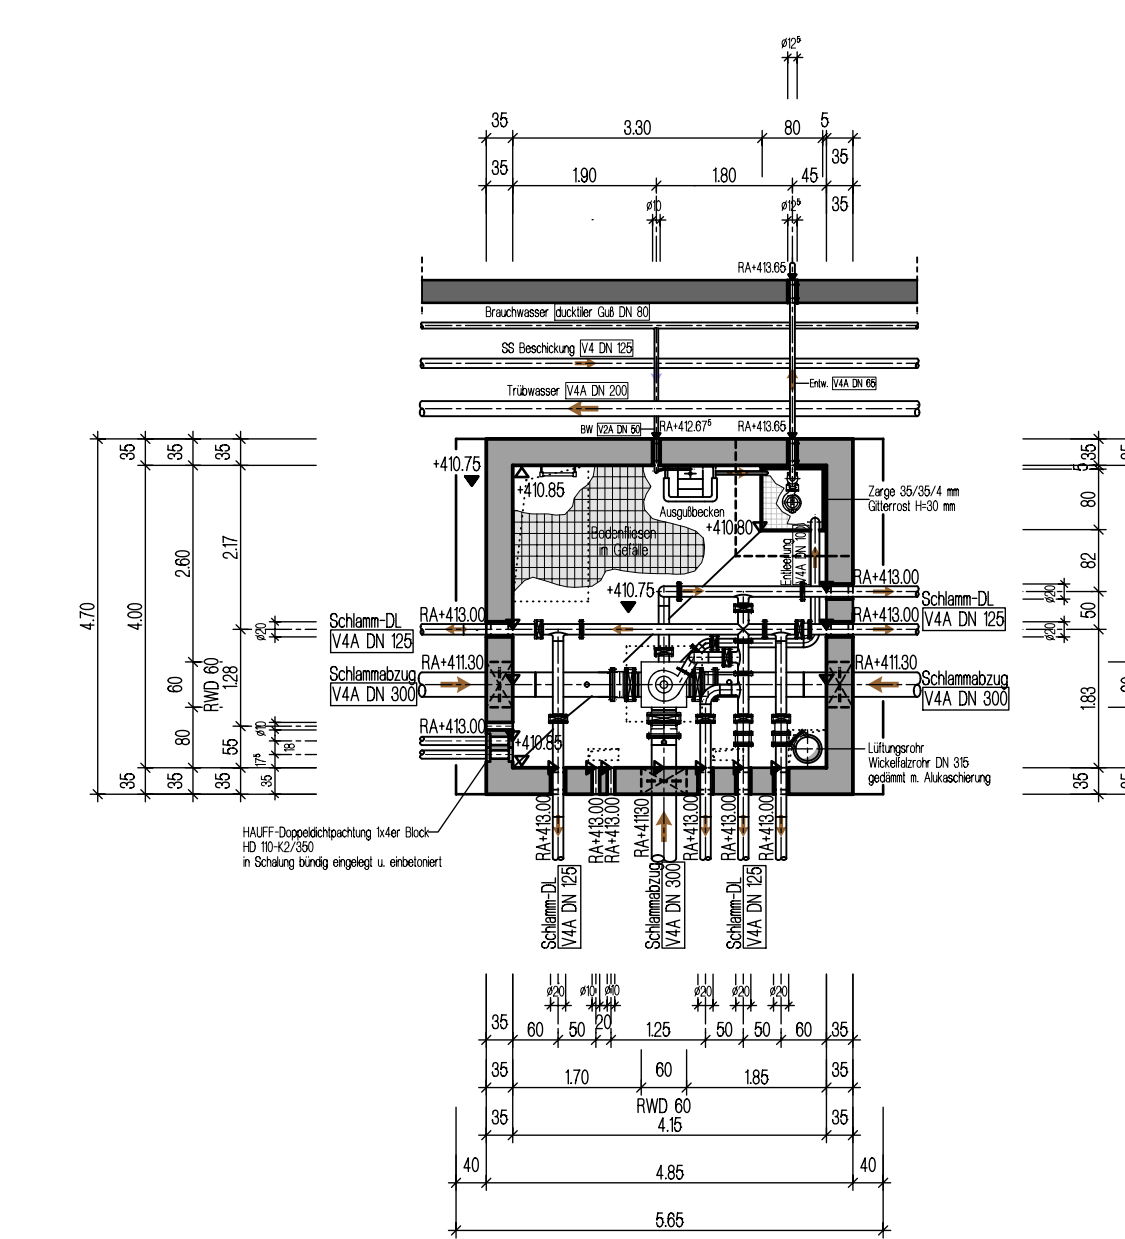 ø12⁵
35
3.30
80
5
35
35
1.90
1.80
45
35
ø10
ø12⁵
RA+413.65
Brauchwasser ducktiler Guß DN 80
SS Beschickung V4 DN 125
Trübwasser V4A DN 200
Entw. V4A DN 65
BW V2A DN 50
RA+412.67⁵
RA+413.65
+410.75
+410.85
Ausgußbecken
+410.80
Bodenfliesen
in Gefälle
Entleerung
V4A DN 100
+410.75
Zarge 35/35/4 mm
Gitterrost H=30 mm
RA+413.00
RA+413.00
Schlamm-DL
V4A DN 125
RA+413.00
Schlamm-DL
V4A DN 125
RA+411.30
Schlammabzug
V4A DN 300
RA+411.30
Schlammabzug
V4A DN 300
RA+413.00
+410.85
Lüftungsrohr
Wickelfalzrohr DN 315
gedämmt m. Alukaschierung
HAUFF-Doppeldichtpachtung 1x4er Block
HD 110-K2/350
in Schalung bündig eingelegt u. einbetoniert
35
35
35
35
4.70
4.00
2.60
2.17
ø20
60
RWD 60
1.28
80
55
ø10
18
17⁵
35
35
35
35
35
5
35
80
82
50
1.83
ø20
ø20
35
RA+413.00
RA+413.00
RA+413.00
RA+411.30
RA+413.00
RA+413.00
RA+413.00
Schlamm-DL
V4A DN 125
Schlammabzug
V4A DN 300
Schlamm-DL
V4A DN 125
ø20
ø10
ø10
ø20
ø20
ø20
35
60
50
20
1.25
50
50
60
35
35
1.70
60
1.85
35
RWD 60
35
4.15
35
40
4.85
40
5.65